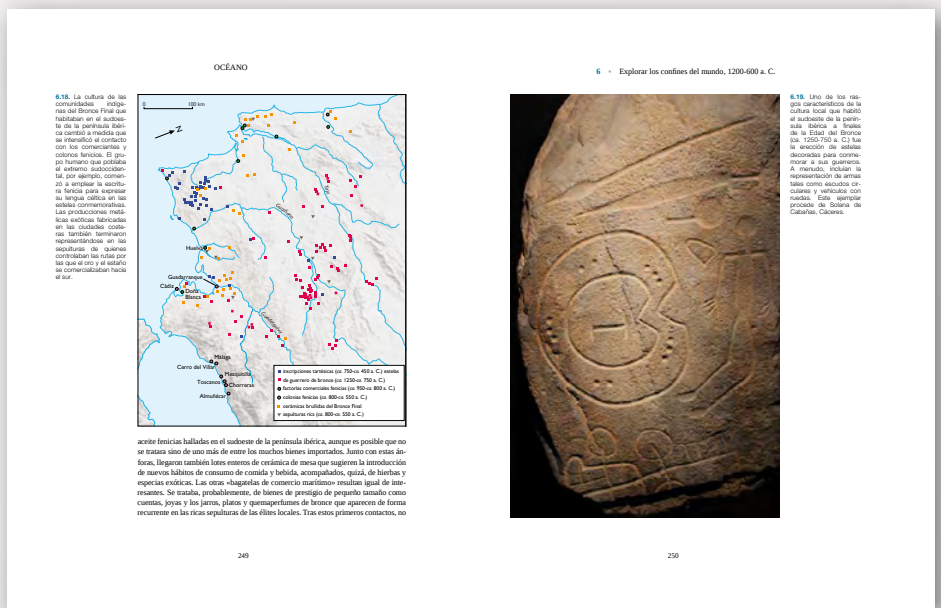 OCÉANO
6.18. La cultura de las
comunidades indíge-
nas del Bronce Final que
habitaban en el sudoes-
te de la península ibéri-
ca cambió a medida que
se intensificó el contacto
con los comerciantes y
colonos fenicios. El gru-
po humano que poblaba
el extremo sudocciden-
tal, por ejemplo, comen-
zó a emplear la escritu-
ra fenicia para expresar
su lengua céltica en las
estelas conmemorativas.
Las producciones metá-
licas exóticas fabricadas
en las ciudades coste-
ras también terminaron
representándose en las
sepulturas de quienes
controlaban las rutas por
las que el oro y el estaño
se comercializaban hacia
el sur.
0 100 km
N
Tajo
Guadiana
Huelva
Guadarranque
Cádiz
Doña
Blanca
Guadalquivir
Málaga
Cerro del Villar
Mezquitilla
Toscanos
Chorreras
Almuñécar
inscripciones tartésicas (ca. 750-ca. 450 a. C.) estelas
de guerrero de bronce (ca. 1250-ca. 750 a. C.)
factorías comerciales fenicias (ca. 950-ca. 800 a. C.)
colonias fenicias (ca. 800-ca. 550 a. C.)
cerámicas bruñidas del Bronce Final
sepulturas rics (ca. 800-ca. 550 a. C.)
aceite fenicias halladas en el sudoeste de la península ibérica, aunque es posible que no
se tratara sino de uno más de entre los muchos bienes importados. Junto con estas án-
foras, llegaron también lotes enteros de cerámica de mesa que sugieren la introducción
de nuevos hábitos de consumo de comida y bebida, acompañados, quizá, de hierbas y
especias exóticas. Las otras «bagatelas de comercio marítimo» resultan igual de inte-
resantes. Se trataba, probablemente, de bienes de prestigio de pequeño tamaño como
cuentas, joyas y los jarros, platos y quemaperfumes de bronce que aparecen de forma
recurrente en las ricas sepulturas de las élites locales. Tras estos primeros contactos, no
249
6 • Explorar los confines del mundo, 1200-600 a. C.
6.19. Uno de los ras-
gos característicos de la
cultura local que habitó
el sudoeste de la penín-
sula ibérica a finales
de la Edad del Bronce
(ca. 1250-750 a. C.) fue
la erección de estelas
decoradas para conme-
morar a sus guerreros.
A menudo, incluían la
representación de armas
tales como escudos cir-
culares y vehículos con
ruedas. Este ejemplar
procede de Solana de
Cabañas, Cáceres.
250